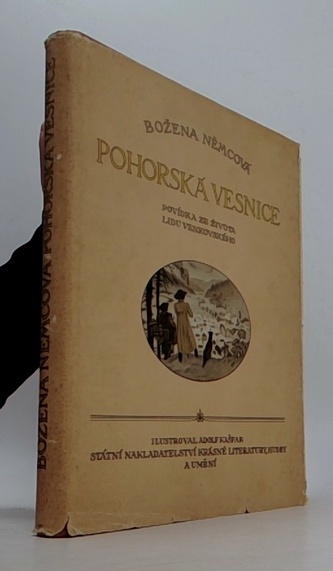 BOŽENA NĚMCOVÁ
POHORSKÁ VESNICE
POVÍDKA ZE ŽIVOTA
LIDU VENKOVSKÉHO
ILUSTROVAL ADOLF KAŠPAR
STÁTNÍ NAKLADATELSTVÍ KRÁSNÉ LITERATURY, HUDBY
A UMĚNÍ
BOŽENA NĚMCOVÁ POHORSKÁ VESNICE